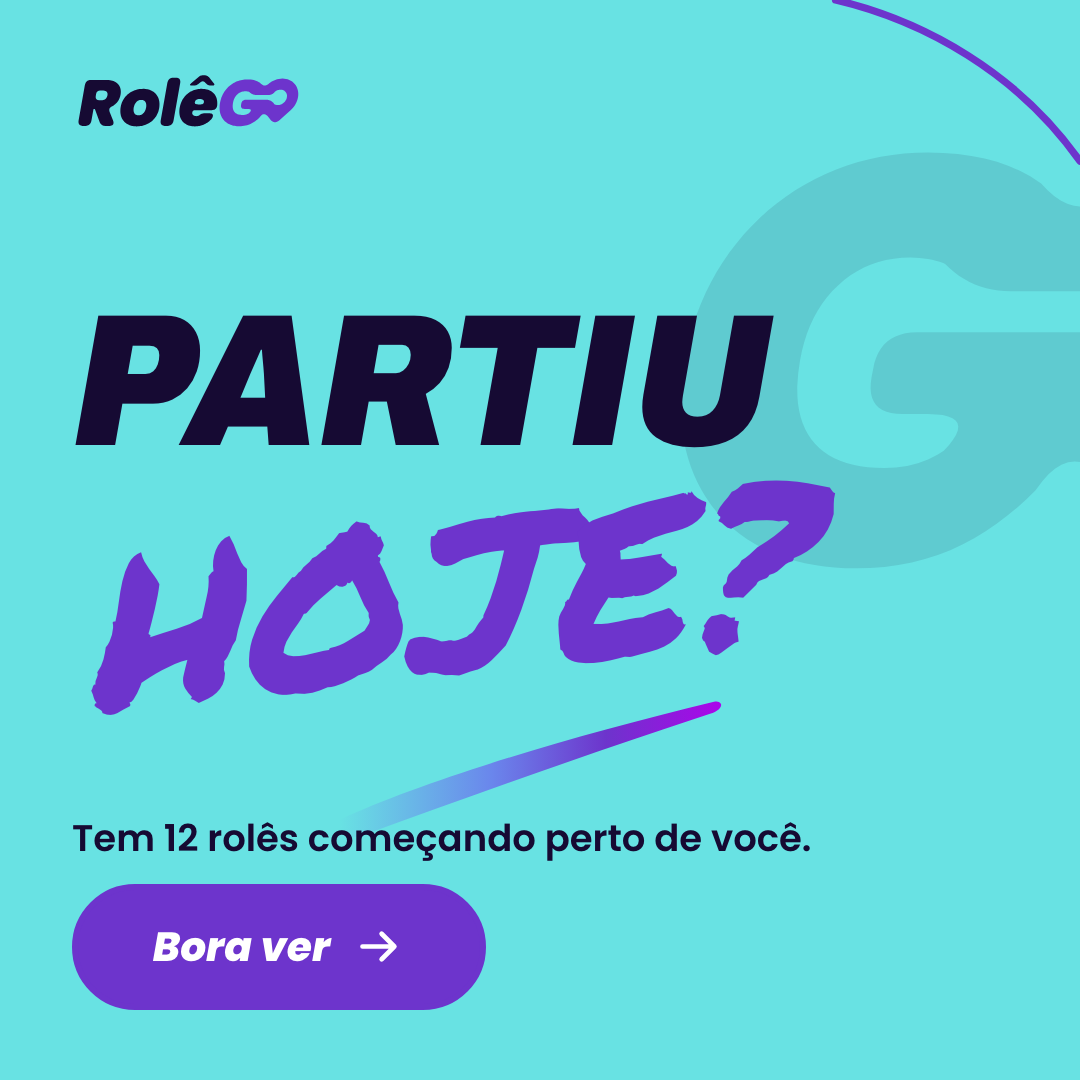 RolêGo
PARTIU
HOJE?
Tem 12 rolês começando perto de você.
Bora ver →